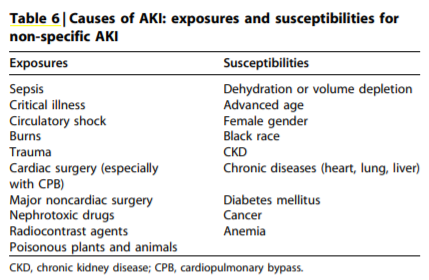 Table 6 | Causes of AKI: exposures and susceptibilities for
non-specific AKI
Exposures Susceptibilities
Sepsis Dehydration or volume depletion
Critical illness Advanced age
Circulatory shock Female gender
Burns Black race
Trauma CKD
Cardiac surgery (especially Chronic diseases (heart, lung, liver)
with CPB)
Major noncardiac surgery Diabetes mellitus
Nephrotoxic drugs Cancer
Radiocontrast agents Anemia
Poisonous plants and animals
CKD, chronic kidney disease; CPB, cardiopulmonary bypass.